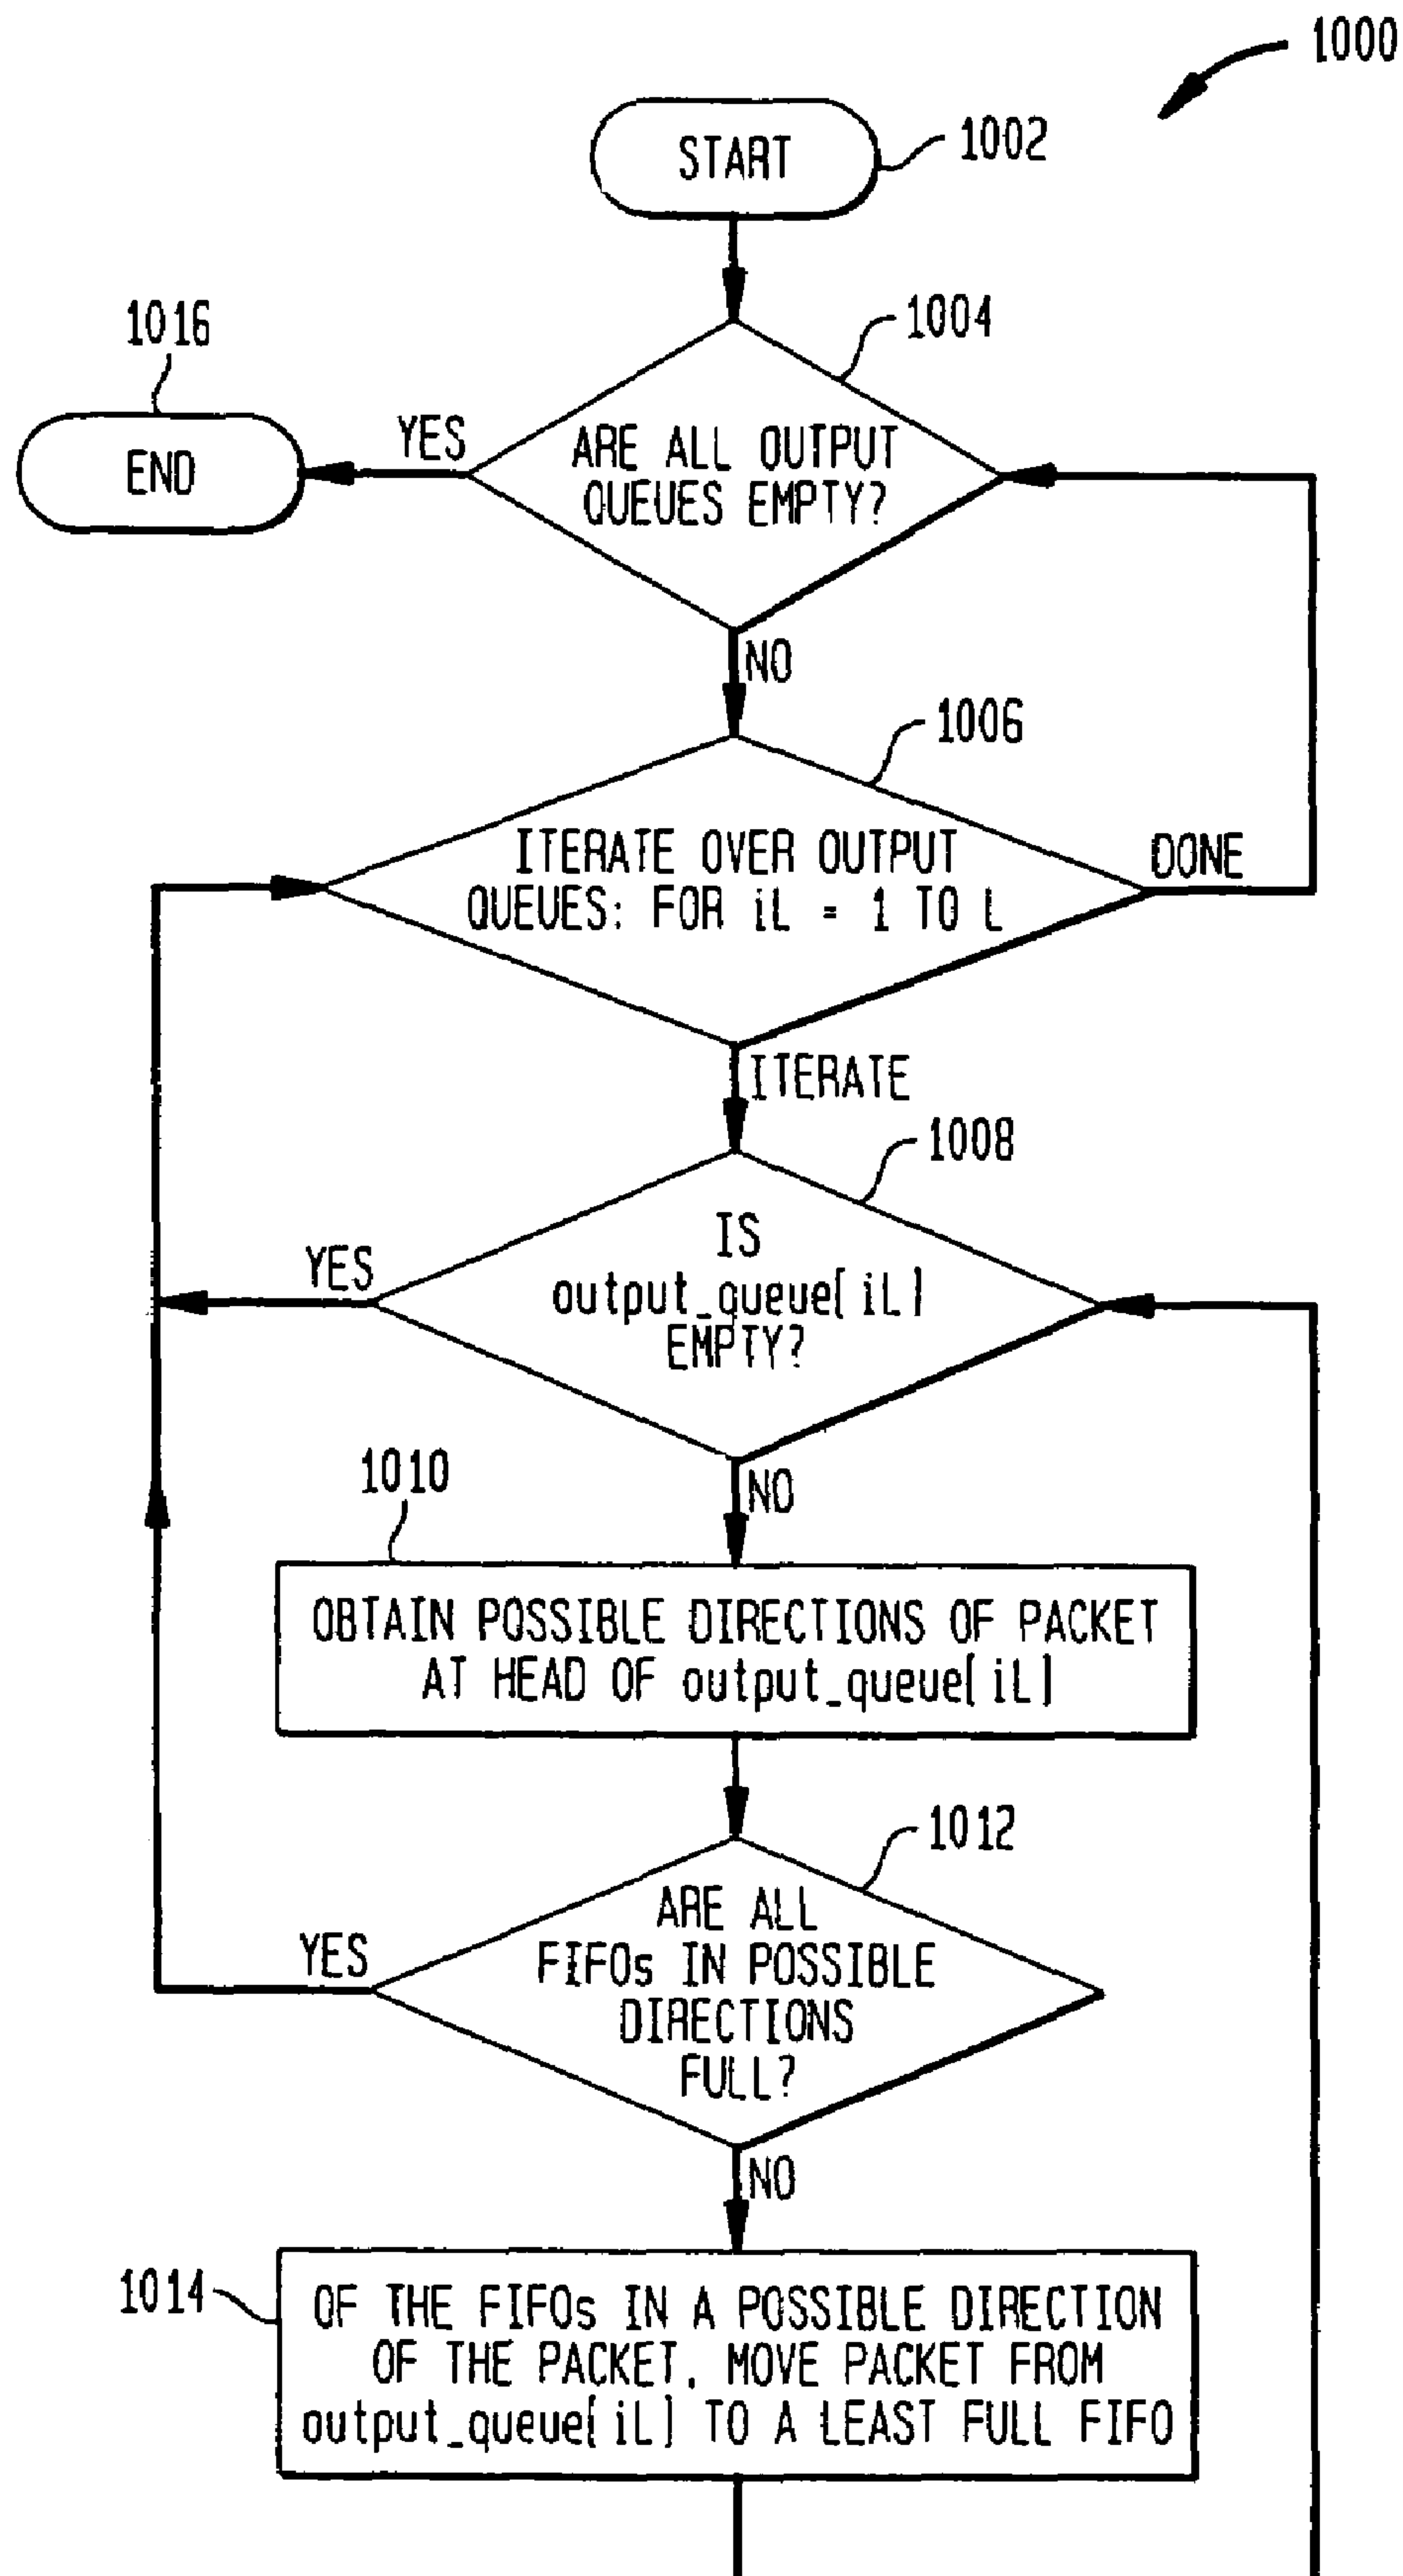 1000
START
1002
1004
1016
YES
END
ARE ALL OUTPUT
QUEUES EMPTY?
NO
1006
ITERATE OVER OUTPUT
QUEUES: FOR iL = 1 TO L
DONE
ITERATE
1008
IS
output_queue[iL]
EMPTY?
YES
NO
1010
OBTAIN POSSIBLE DIRECTIONS OF PACKET
AT HEAD OF output_queue[iL]
1012
ARE ALL
FIFOs IN POSSIBLE
DIRECTIONS
FULL?
YES
NO
1014
OF THE FIFOs IN A POSSIBLE DIRECTION
OF THE PACKET, MOVE PACKET FROM
output_queue[iL] TO A LEAST FULL FIFO